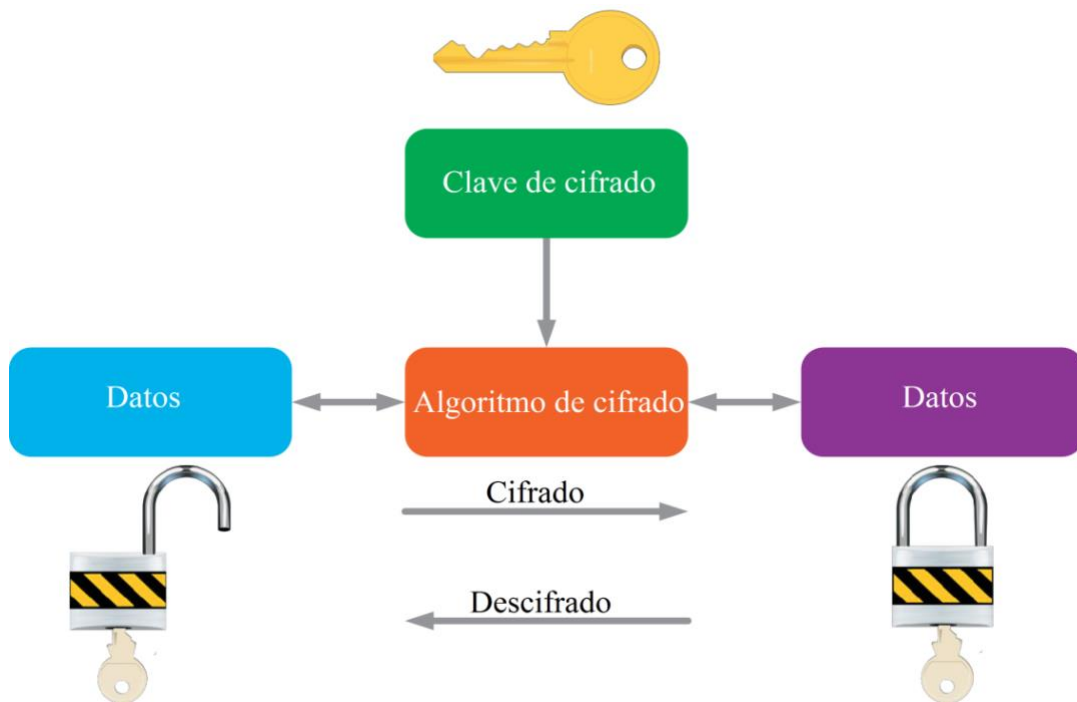 Clave de cifrado
Datos
Algoritmo de cifrado
Datos
Cifrado
Descifrado